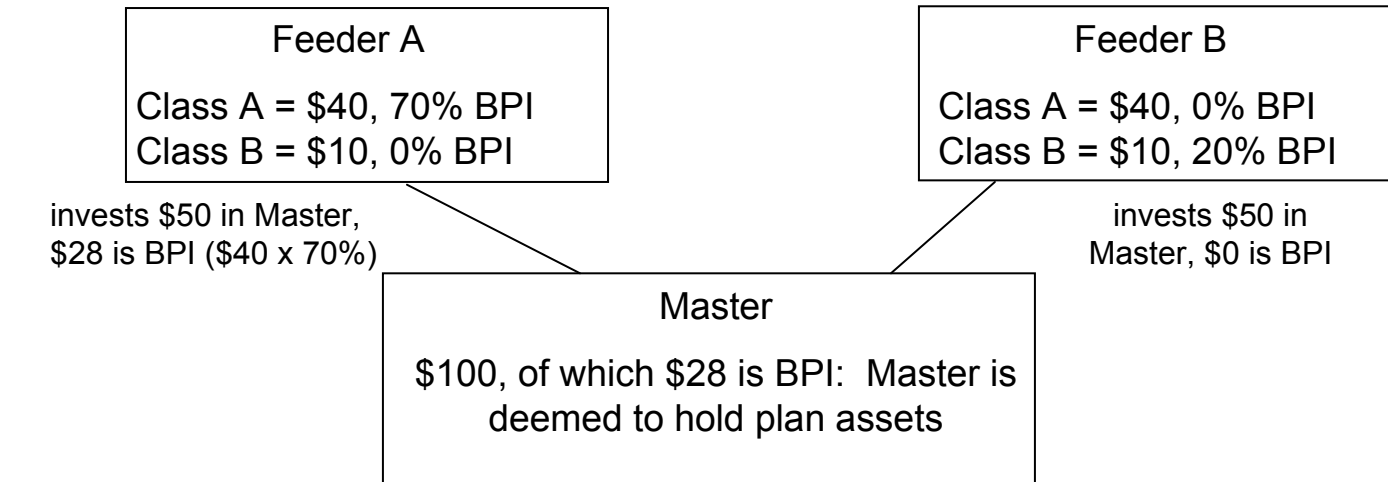 Feeder A
Class A = $40, 70% BPI
Class B = $10, 0% BPI
Feeder B
Class A = $40, 0% BPI
Class B = $10, 20% BPI
invests $50 in Master,
$28 is BPI ($40 x 70%)
invests $50 in
Master, $0 is BPI
Master
$100, of which $28 is BPI:  Master is
deemed to hold plan assets